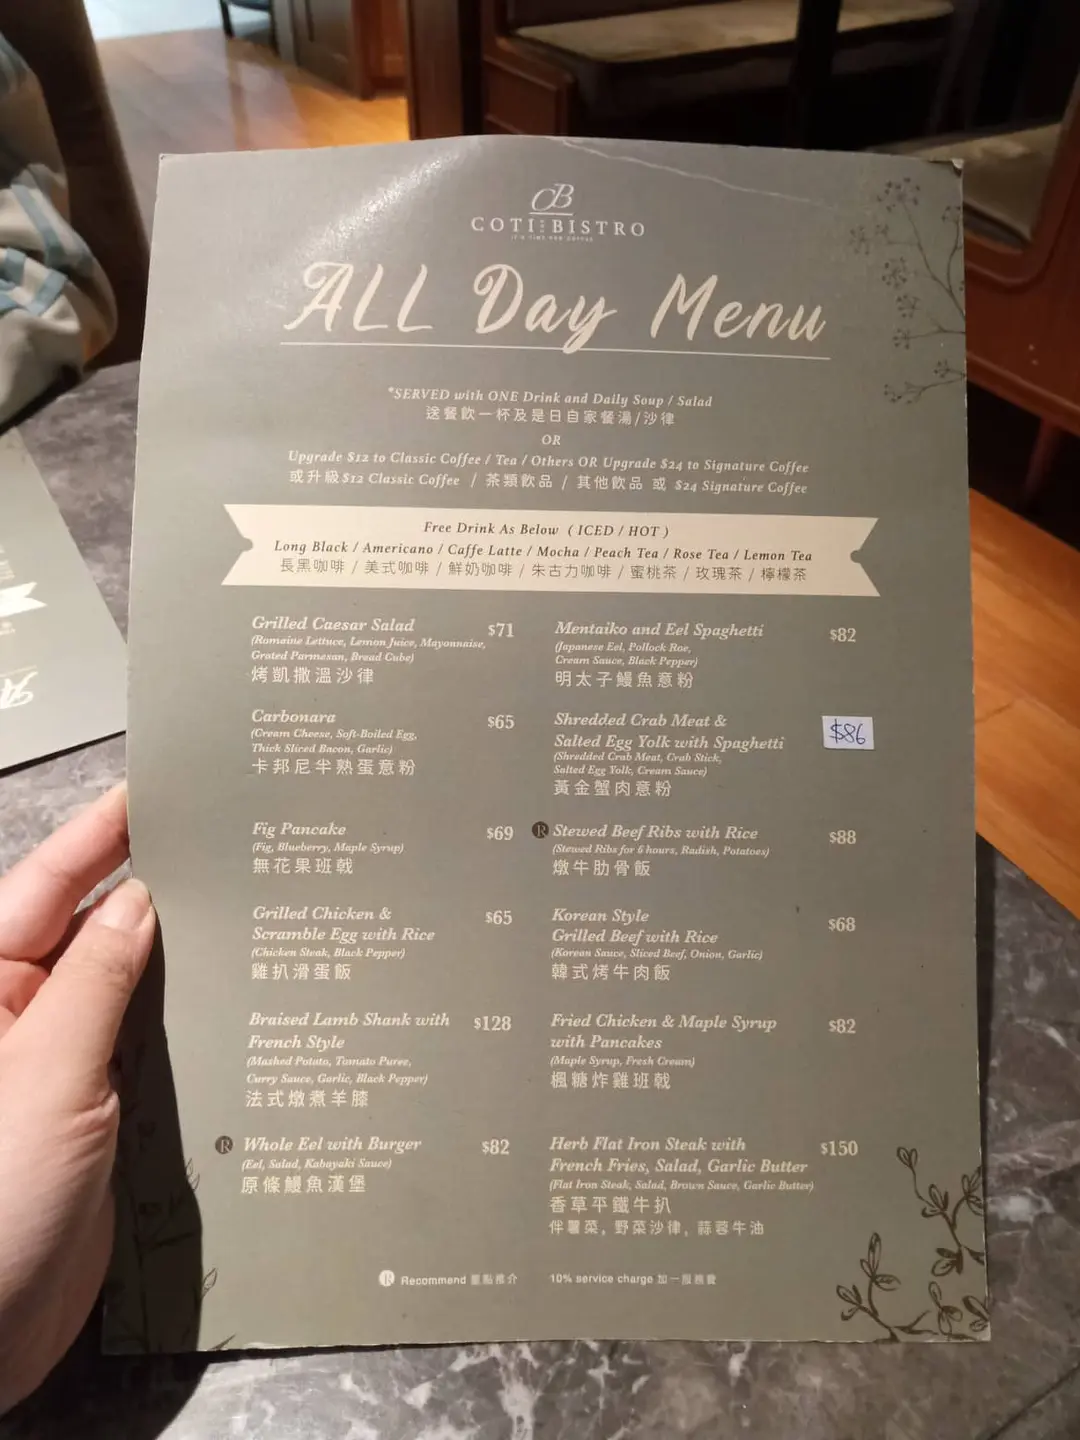 CB
COTI BISTRO
IT'S TIME FOR COFFEE
ALL Day Menu
*SERVED with ONE Drink and Daily Soup / Salad
送餐飲一杯及是日自家餐湯/沙律
OR
Upgrade $12 to Classic Coffee / Tea / Others OR Upgrade $24 to Signature Coffee
或升級$12 Classic Coffee / 茶類飲品 / 其他飲品 或 $24 Signature Coffee
Free Drink As Below ( ICED / HOT )
Long Black / Americano / Caffe Latte / Mocha / Peach Tea / Rose Tea / Lemon Tea
長黑咖啡 / 美式咖啡 / 鮮奶咖啡 / 朱古力咖啡 / 蜜桃茶 / 玫瑰茶 / 檸檬茶
Grilled Caesar Salad $71
(Romaine Lettuce, Lemon Juice, Mayonnaise,
Grated Parmesan, Bread Cube)
烤凱撒溫沙律
Carbonara $65
(Cream Cheese, Soft-Boiled Egg,
Thick Sliced Bacon, Garlic)
卡邦尼半熟蛋意粉
Fig Pancake $69
(Fig, Blueberry, Maple Syrup)
無花果班戟
Grilled Chicken & $65
Scramble Egg with Rice
(Chicken Steak, Black Pepper)
雞扒滑蛋飯
Braised Lamb Shank with $128
French Style
(Mashed Potato, Tomato Puree,
Curry Sauce, Garlic, Black Pepper)
法式燉煮羊膝
R Whole Eel with Burger $82
(Eel, Salad, Kabayaki Sauce)
原條鰻魚漢堡
Mentaiko and Eel Spaghetti $82
(Japanese Eel, Pollock Roe,
Cream Sauce, Black Pepper)
明太子鰻魚意粉
Shredded Crab Meat & $86
Salted Egg Yolk with Spaghetti
(Shredded Crab Meat, Crab Stick,
Salted Egg Yolk, Cream Sauce)
黃金蟹肉意粉
R Stewed Beef Ribs with Rice $88
(Stewed Ribs for 6 hours, Radish, Potatoes)
燉牛肋骨飯
Korean Style $68
Grilled Beef with Rice
(Korean Sauce, Sliced Beef, Onion, Garlic)
韓式烤牛肉飯
Fried Chicken & Maple Syrup $82
with Pancakes
(Maple Syrup, Fresh Cream)
楓糖炸雞班戟
Herb Flat Iron Steak with $150
French Fries, Salad, Garlic Butter
(Flat Iron Steak, Salad, Brown Sauce, Garlic Butter)
香草平鐵牛扒
伴薯菜, 野菜沙律, 蒜蓉牛油
R Recommend 重點推介 10% service charge 加一服務費